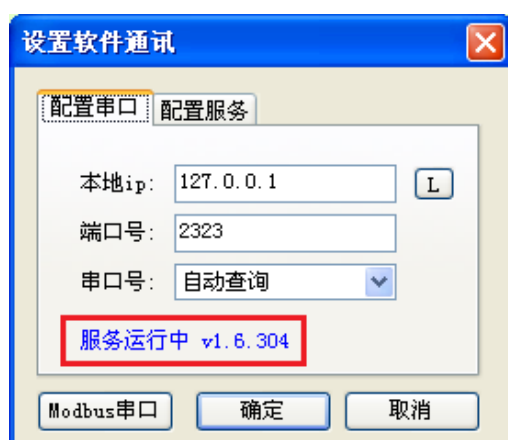 设置软件通讯
配置串口 配置服务
本地ip: 127.0.0.1 L
端口号: 2323
串口号: 自动查询
服务运行中 v1.6.304
Modbus串口 确定 取消